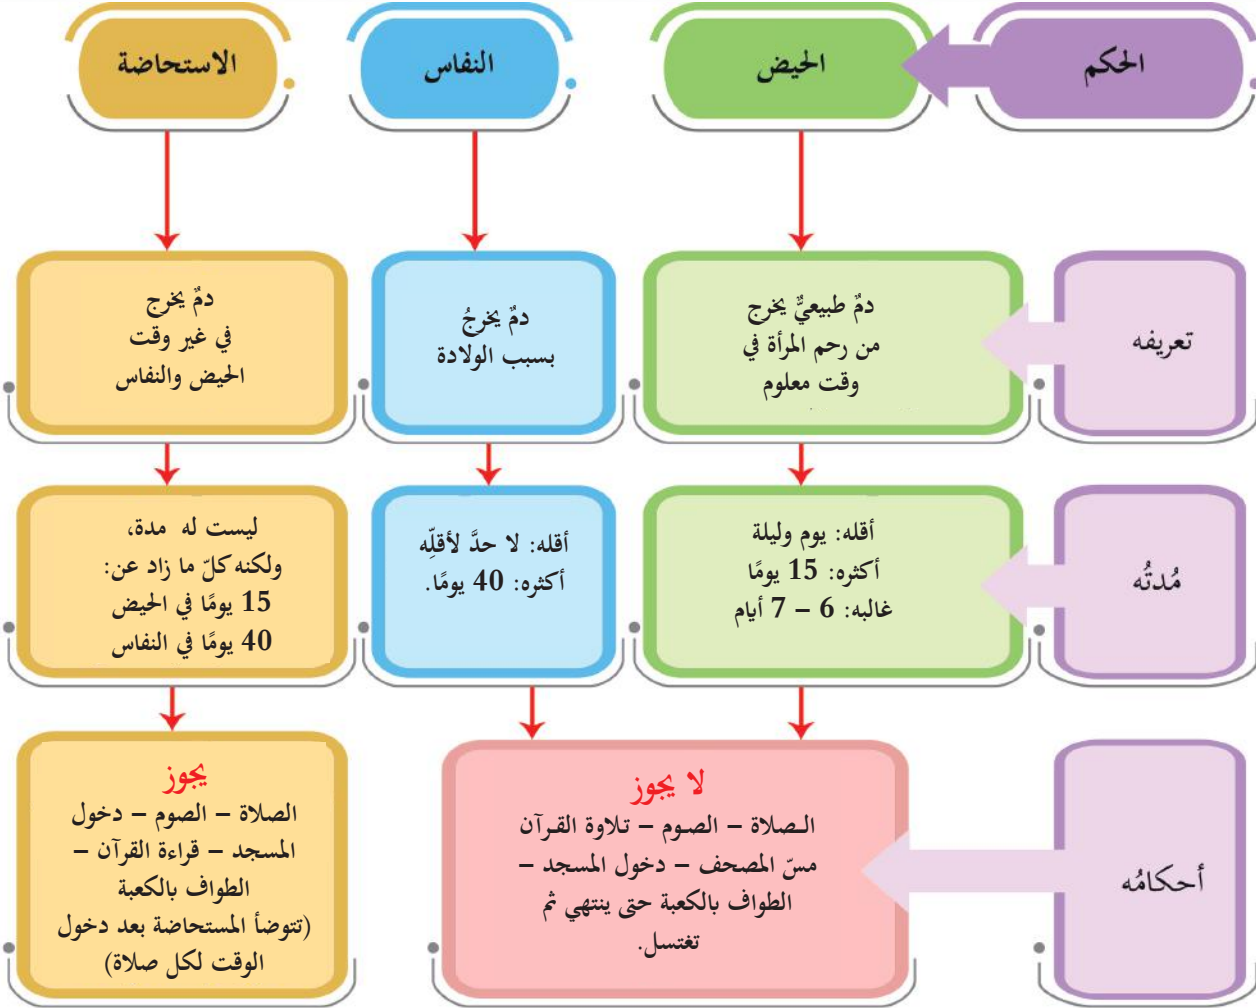 الحكم
الحيض
النفاس
الاستحاضة
تعريفه
دمٌ طبيعيٌّ يخرج
من رحم المرأة في
وقت معلوم
دمٌ يخرجُ
بسبب الولادة
دمٌ يخرج
في غير وقت
الحيض والنفاس
مُدتُه
أقله: يوم وليلة
أكثره: 15 يومًا
غالبه: 6 – 7 أيام
أقله: لا حدَّ لأقلِّه
أكثره: 40 يومًا.
ليست له مدة،
ولكنه كلّ ما زاد عن:
15 يومًا في الحيض
40 يومًا في النفاس
أحكامُه
لا يجوز
الـصلاة – الصـوم – تـلاوة القـرآن
مسّ المصحف – دخول المسجد –
الطواف بالكعبة حتى ينتهي ثم
تغتسل.
يجوز
الصلاة – الصوم – دخول
المسجد – قراءة القرآن –
الطواف بالكعبة
(تتوضأ المستحاضة بعد دخول
الوقت لكل صلاة)